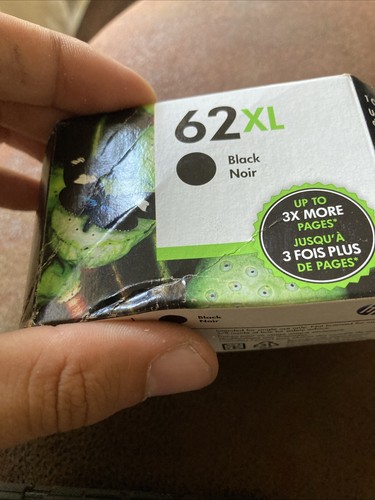 62XL
Black
Noir
UP TO
3X MORE
PAGES*
JUSQU'À
3 FOIS PLUS
DE PAGES*
Black
Noir